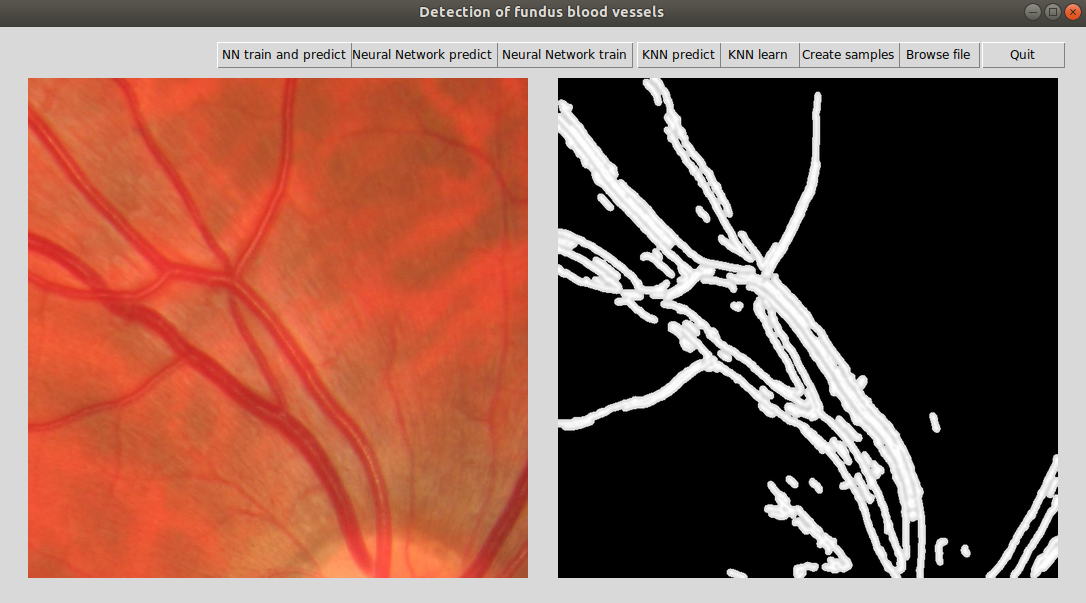 Detection of fundus blood vessels
NN train and predict Neural Network predict Neural Network train KNN predict KNN learn Create samples Browse file Quit